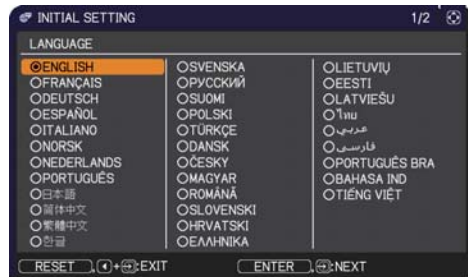 INITIAL SETTING 1/2
LANGUAGE
ENGLISH
FRANÇAIS
DEUTSCH
ESPAÑOL
ITALIANO
NORSK
NEDERLANDS
PORTUGUÊS
日本語
简体中文
繁體中文
한글
SVENSKA
РУССКИЙ
SUOMI
POLSKI
TÜRKÇE
DANSK
ČESKY
MAGYAR
ROMÂNĂ
SLOVENSKI
HRVATSKI
ΕΛΛΗΝΙΚΑ
LIETUVIŲ
EESTI
LATVIEŠU
ไทย
عربي
فارسی
PORTUGUÊS BRA
BAHASA IND
TIẾNG VIỆT
RESET , + :EXIT ENTER , :NEXT